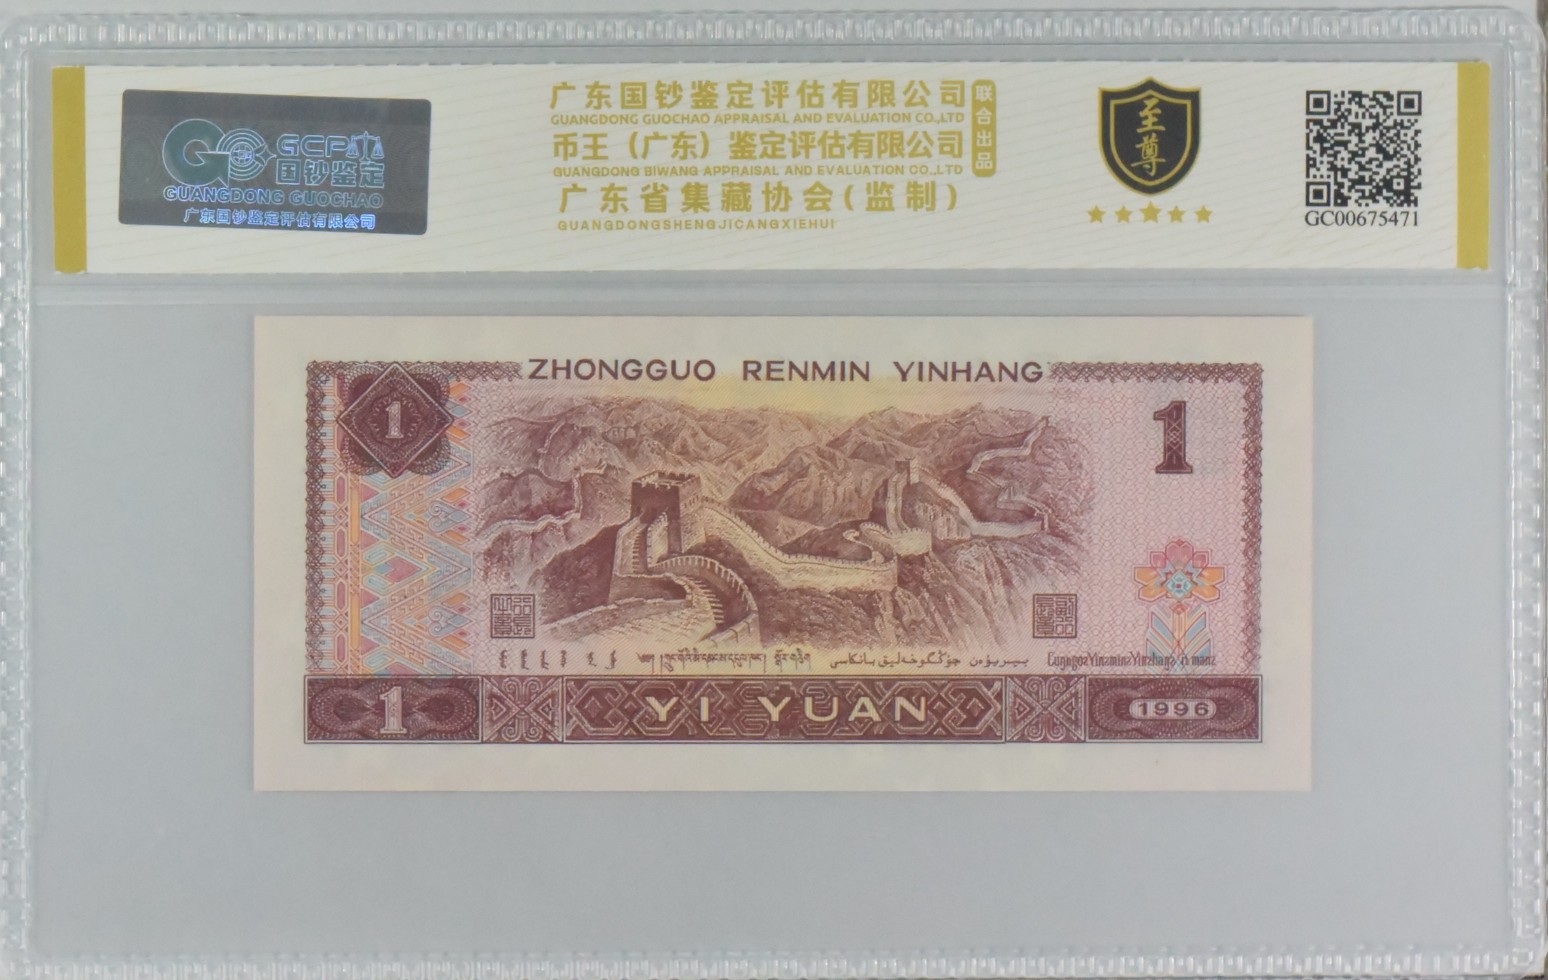 GCP
国钞鉴定
GUANGDONG GUOCHAO
广东国钞鉴定评估有限公司
广东国钞鉴定评估有限公司
GUANGDONG GUOCHAO APPRAISAL AND EVALUATION CO.,LTD
币王（广东）鉴定评估有限公司
GUANGDONG BIWANG APPRAISAL AND EVALUATION CO.,LTD
广东省集藏协会(监制)
GUANGDONGSHENGJICANGXIEHUI
联合出品
至尊
GC00675471
ZHONGGUO RENMIN YINHANG
1
1
1
YI YUAN
1996